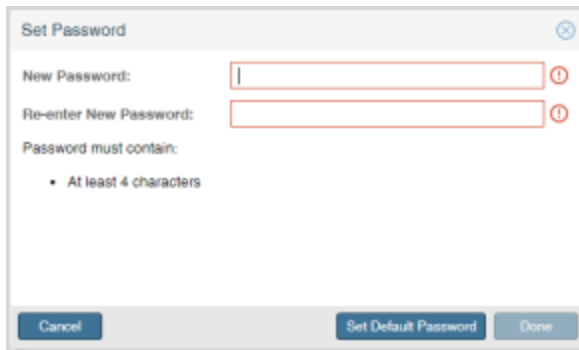 Set Password
New Password:
Re-enter New Password:
Password must contain:
• At least 4 characters
Cancel Set Default Password Done